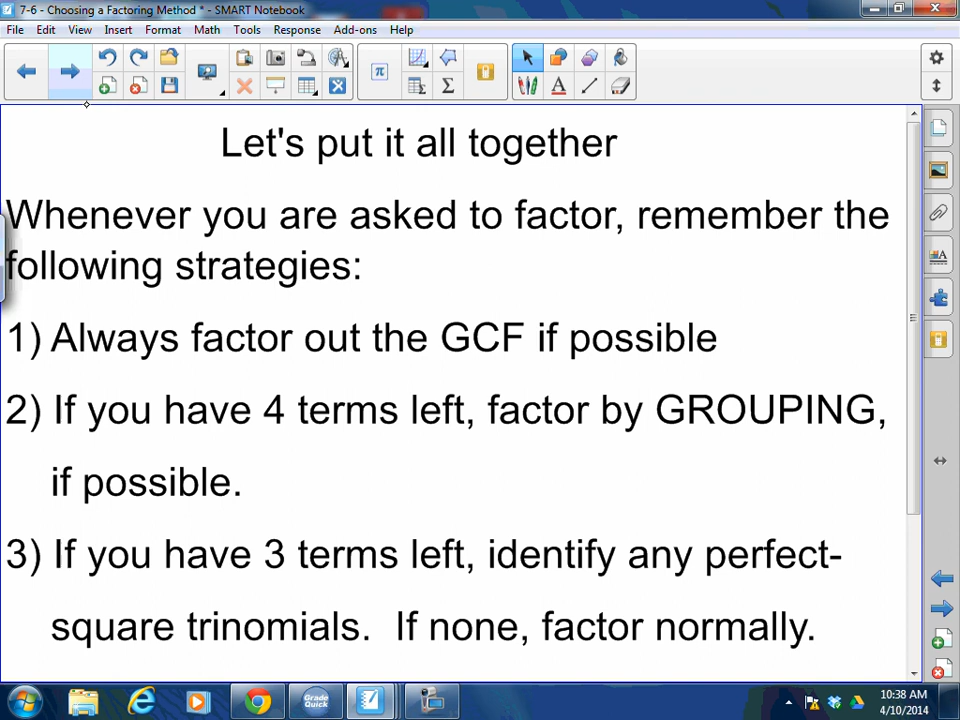 7-6 - Choosing a Factoring Method * - SMART Notebook
File Edit View Insert Format Math Tools Response Add-ons Help
Let's put it all together
Whenever you are asked to factor, remember the
following strategies:
1) Always factor out the GCF if possible
2) If you have 4 terms left, factor by GROUPING,
if possible.
3) If you have 3 terms left, identify any perfect-
square trinomials. If none, factor normally.
Grade
Quick
10:38 AM
4/10/2014